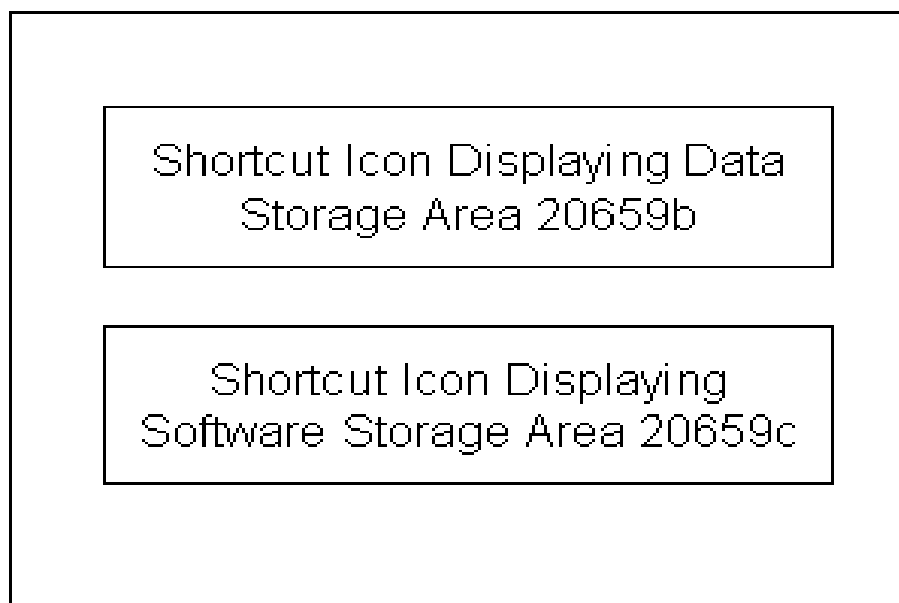 Shortcut Icon Displaying Data
Storage Area 20659b
Shortcut Icon Displaying
Software Storage Area 20659c